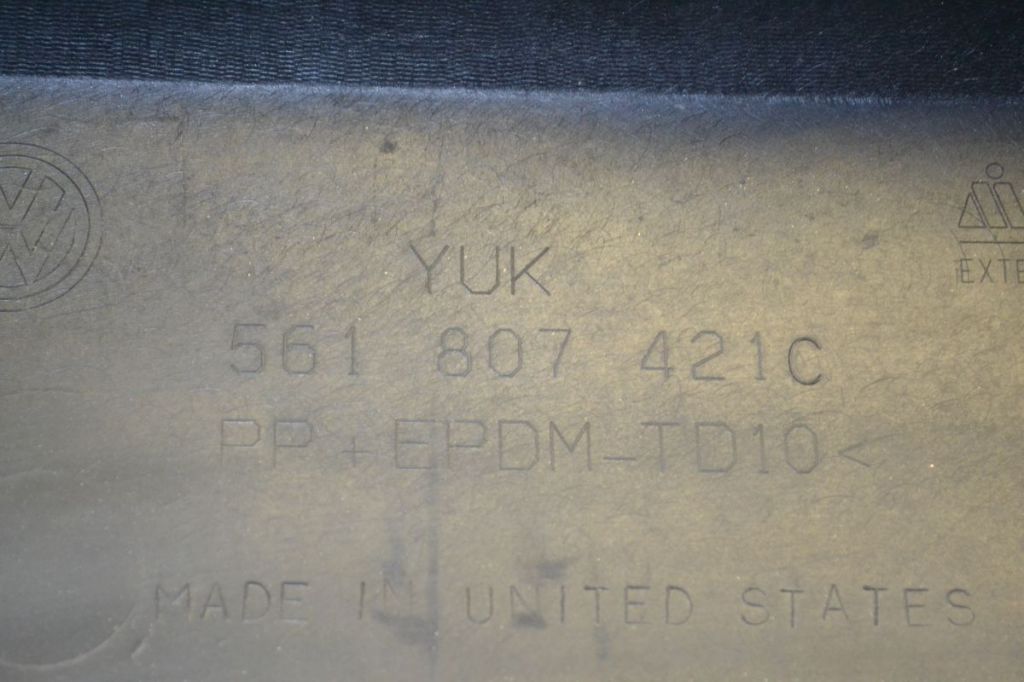 YUK
561 807 421C
PP+EPDM-TD10<
MADE IN UNITED STATES